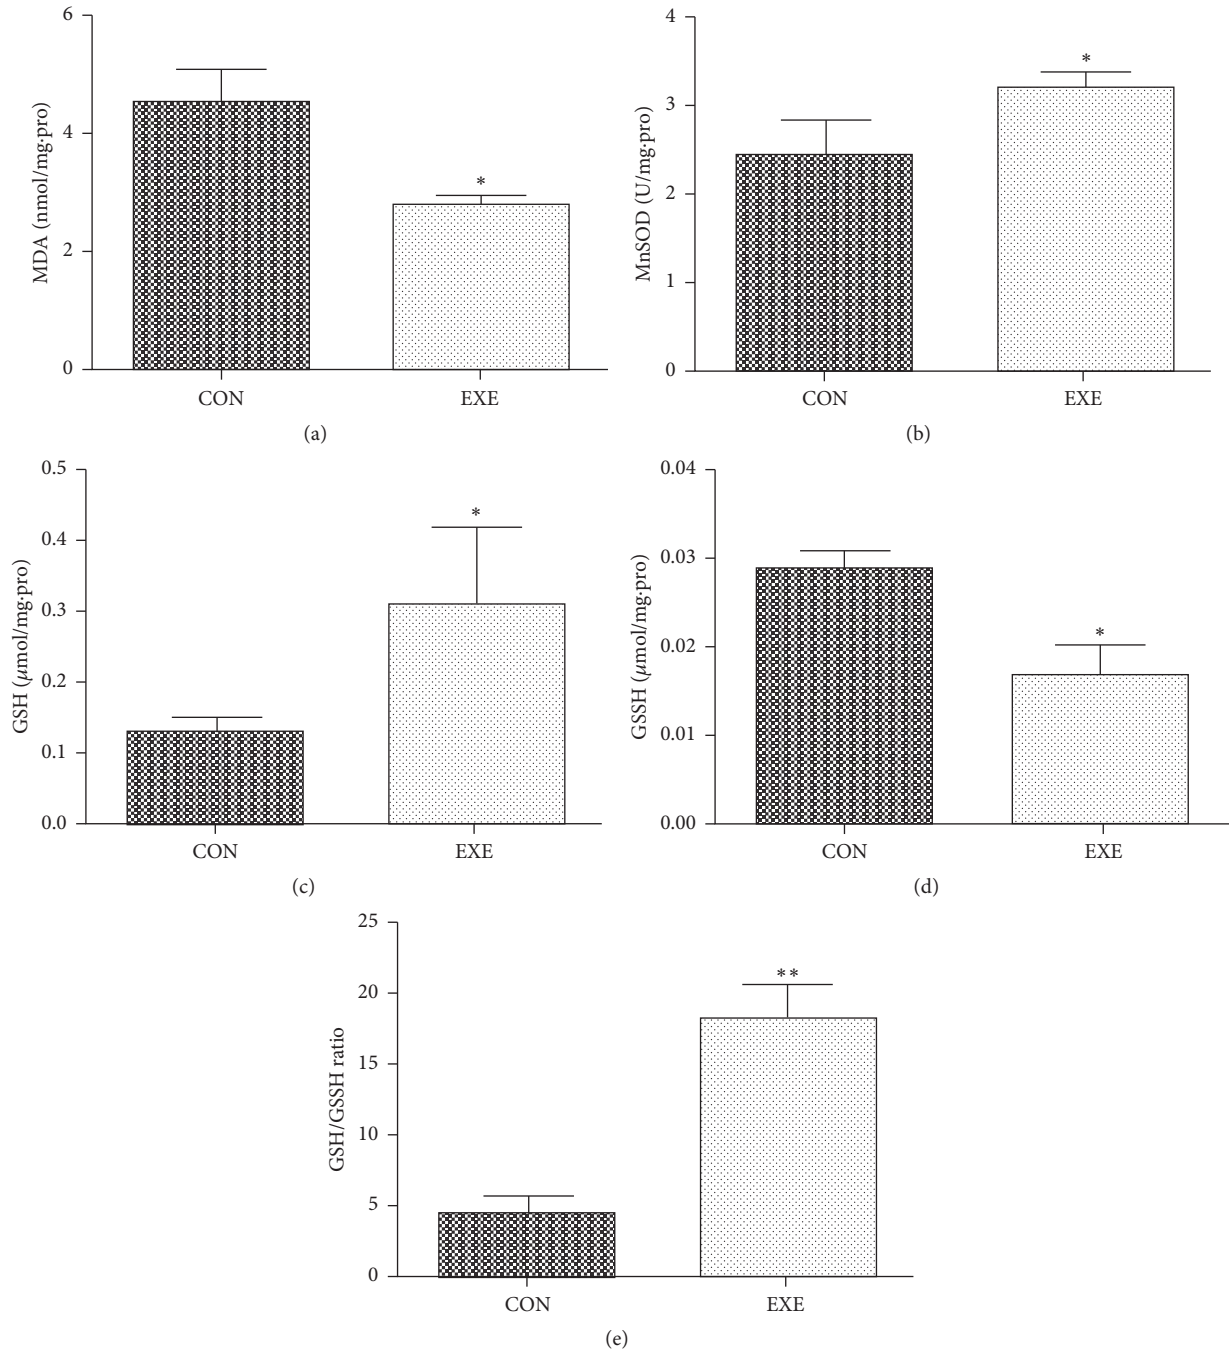 6
4
2
0
MDA (nmol/mg·pro)
*
CON
EXE
(a)
4
3
2
1
0
MnSOD (U/mg·pro)
*
CON
EXE
(b)
0.5
0.4
0.3
0.2
0.1
0.0
GSH (μmol/mg·pro)
*
CON
EXE
(c)
0.04
0.03
0.02
0.01
0.00
GSSH (μmol/mg·pro)
*
CON
EXE
(d)
25
20
15
10
5
0
GSH/GSSH ratio
**
CON
EXE
(e)